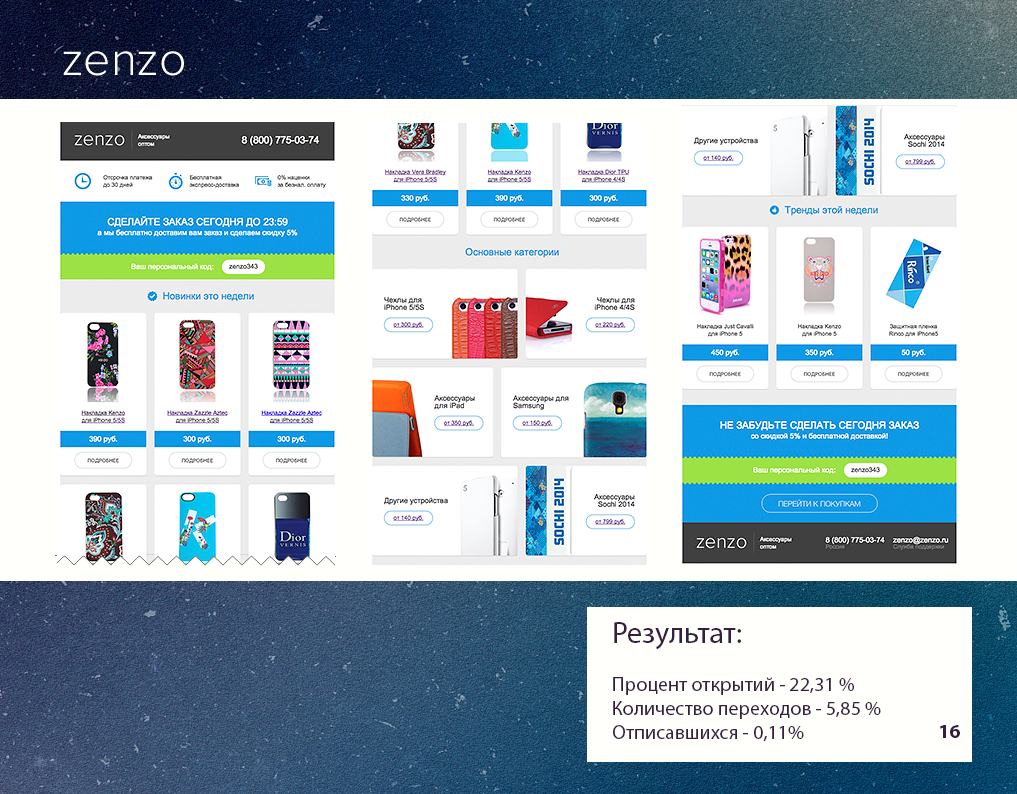 zenzo
zenzo
Аксессуары
оптом
8 (800) 775-03-74
Отсрочка платежа
до 30 дней
Бесплатная
экспресс-доставка
0% наценки
за безнал. оплату
СДЕЛАЙТЕ ЗАКАЗ СЕГОДНЯ ДО 23:59
а мы бесплатно доставим вам заказ и сделаем скидку 5%
Ваш персональный код: zenzo343
Новинки это недели
Накладка Kenzo
для iPhone 5/5S
390 руб.
ПОДРОБНЕЕ
Накладка Zazzle Aztec
для iPhone 5/5S
300 руб.
ПОДРОБНЕЕ
Накладка Zazzle Aztec
для iPhone 5/5S
300 руб.
ПОДРОБНЕЕ
Dior
VERNIS
Dior
VERNIS
Накладка Vera Bradley
для iPhone 5/5S
330 руб.
ПОДРОБНЕЕ
Накладка Kenzo
для iPhone 5/5S
390 руб.
ПОДРОБНЕЕ
Накладка Dior TIPU
для iPhone 4/4S
300 руб.
ПОДРОБНЕЕ
Основные категории
Чехлы для
iPhone 5/5S
от 300 руб.
Чехлы для
iPhone 4/4S
от 220 руб.
Аксессуары
для iPad
от 350 руб.
Аксессуары для
Samsung
от 150 руб.
Другие устройства
от 140 руб.
5
SOCHI 2014
Аксессуары
Sochi 2014
от 799 руб.
Другие устройства
от 140 руб.
5
SOCHI 2014
Аксессуары
Sochi 2014
от 799 руб.
Тренды этой недели
Накладка Just Cavalli
для iPhone 5
450 руб.
ПОДРОБНЕЕ
KENZO
Накладка Kenzo
для iPhone 5
350 руб.
ПОДРОБНЕЕ
Rinco
Защитная пленка
Rinco для iPhone5
50 руб.
ПОДРОБНЕЕ
НЕ ЗАБУДЬТЕ СДЕЛАТЬ СЕГОДНЯ ЗАКАЗ
со скидкой 5% и бесплатной доставкой!
Ваш персональный код: zenzo343
ПЕРЕЙТИ К ПОКУПКАМ
zenzo
Аксессуары
оптом
8 (800) 775-03-74
Россия
zenzo@zenzo.ru
Служба поддержки
Результат:
Процент открытий - 22,31 %
Количество переходов - 5,85 %
Отписавшихся - 0,11%
16